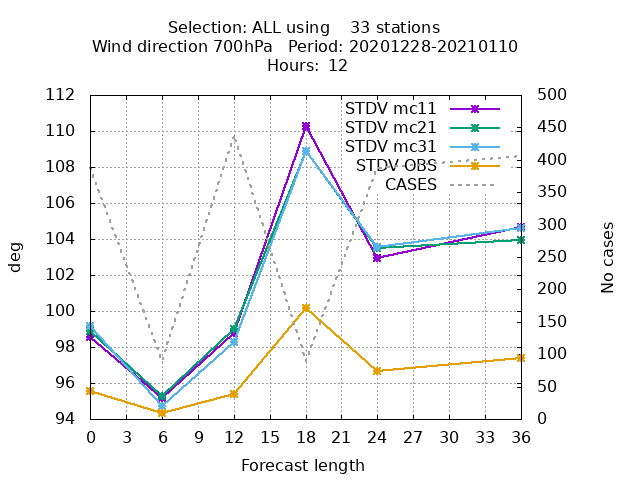 Selection: ALL using    33 stations
Wind direction 700hPa   Period: 20201228-20210110
Hours: 12
112
110
108
106
104
102
100
98
96
94
500
450
400
350
300
250
200
150
100
50
0
STDV mc11
STDV mc21
STDV mc31
STDV OBS
CASES
deg
No cases
0 3 6 9 12 15 18 21 24 27 30 33 36
Forecast length